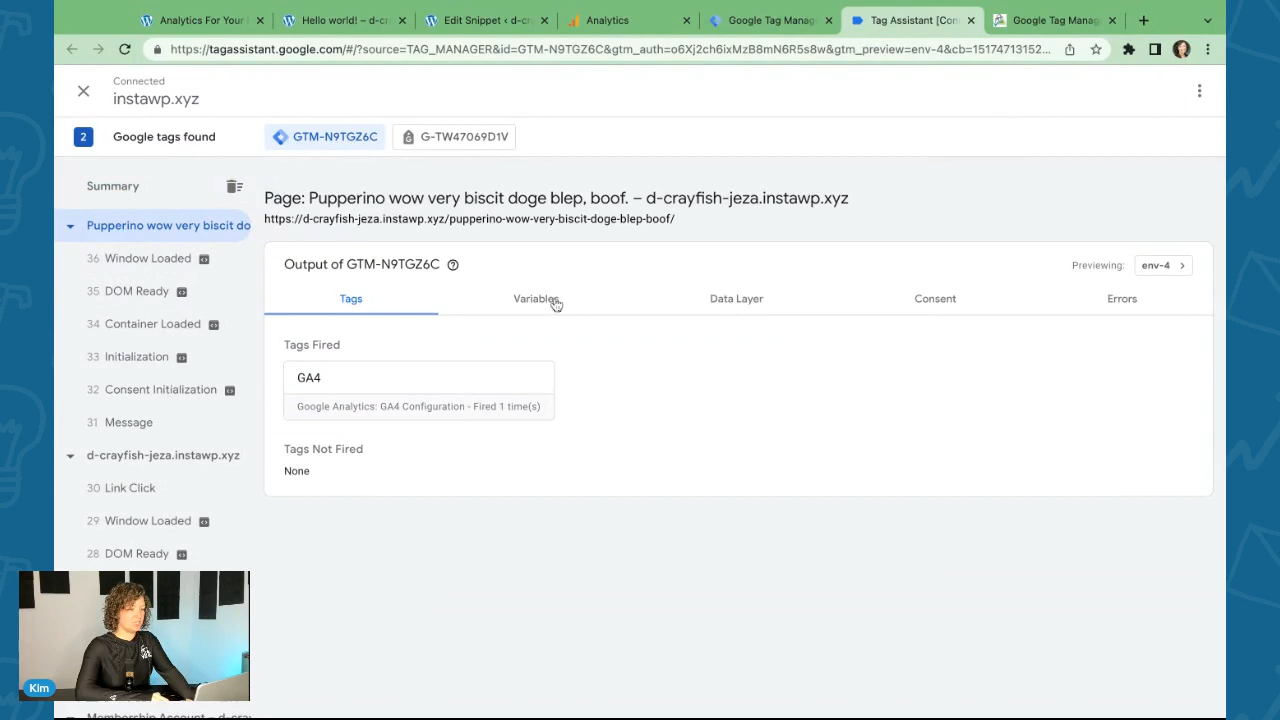 Analytics For Your
Hello world! – d-cr
Edit Snippet ‹ d-c
Analytics
Google Tag Manag
Tag Assistant [Con
Google Tag Manag
https://tagassistant.google.com/#/?source=TAG_MANAGER&id=GTM-N9TGZ6C&gtm_auth=o6Xj2ch6ixMzB8mN6R5s8w&gtm_preview=env-4&cb=15174713152...
Connected
instawp.xyz
2 Google tags found GTM-N9TGZ6C G-TW47069D1V
Summary
Pupperino wow very biscit do
36 Window Loaded
35 DOM Ready
34 Container Loaded
33 Initialization
32 Consent Initialization
31 Message
d-crayfish-jeza.instawp.xyz
30 Link Click
29 Window Loaded
28 DOM Ready
Membership Account – d-cray
Page: Pupperino wow very biscit doge blep, boof. – d-crayfish-jeza.instawp.xyz
https://d-crayfish-jeza.instawp.xyz/pupperino-wow-very-biscit-doge-blep-boof/
Output of GTM-N9TGZ6C
Previewing: env-4
Tags Variables Data Layer Consent Errors
Tags Fired
GA4
Google Analytics: GA4 Configuration - Fired 1 time(s)
Tags Not Fired
None
Kim